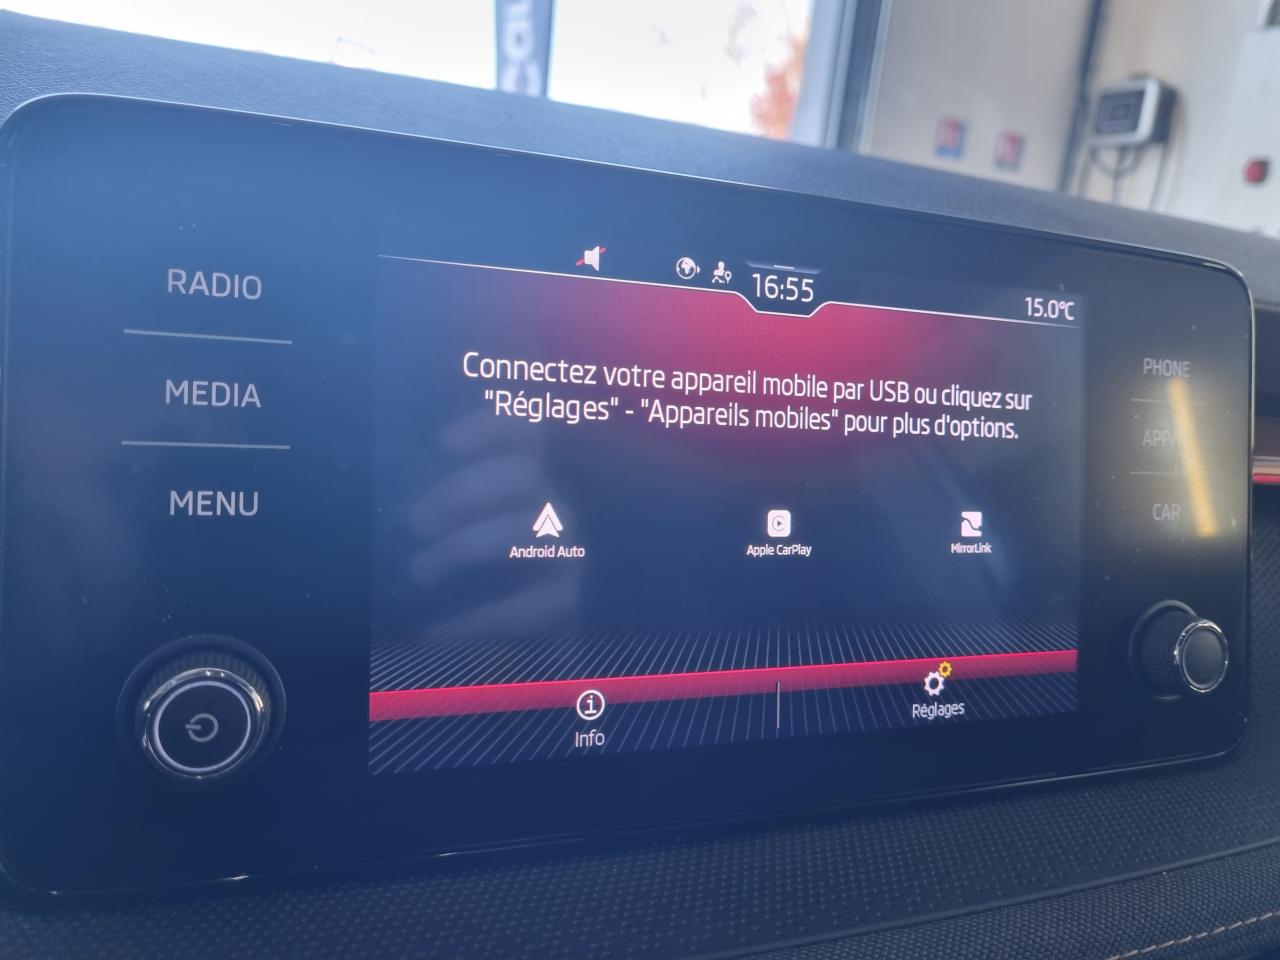 16:55
15.0°C
RADIO
MEDIA
MENU
Connectez votre appareil mobile par USB ou cliquez sur
"Réglages" - "Appareils mobiles" pour plus d'options.
Android Auto
Apple CarPlay
MirrorLink
Info
Réglages
PHONE
CAR